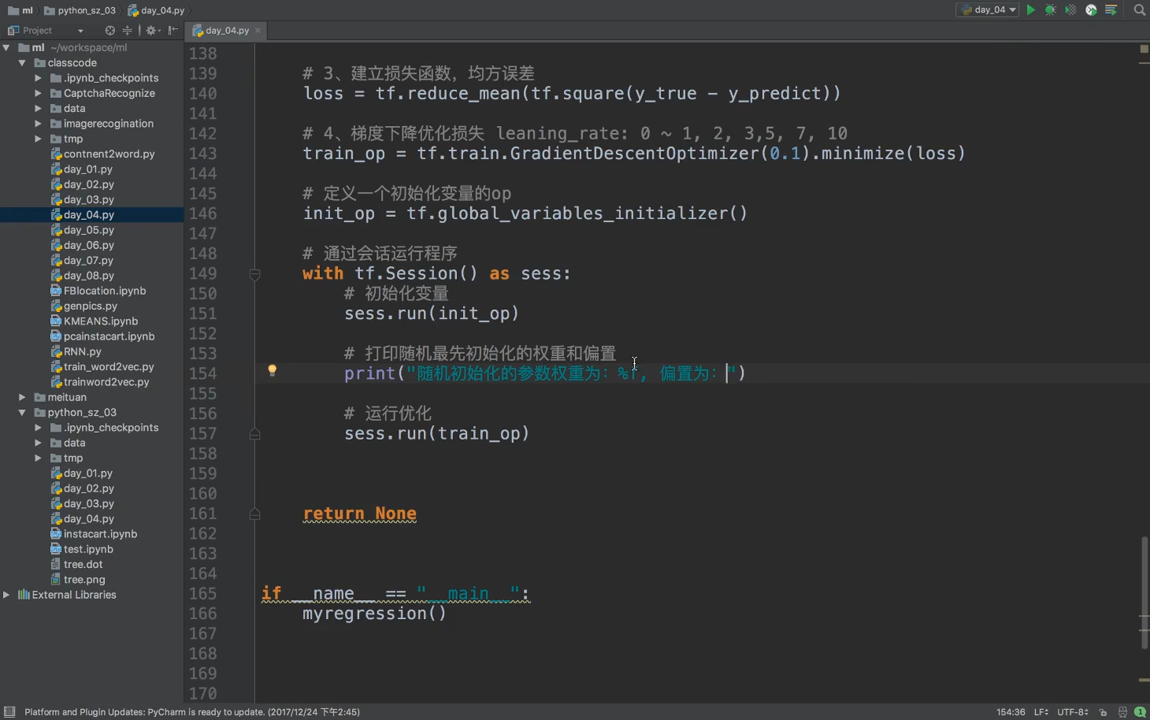 ml python_sz_03 day_04.py
day_04
Project
day_04.py
ml ~/workspace/ml
classcode
.ipynb_checkpoints
CaptchaRecognize
data
imagerecogination
tmp
contnent2word.py
day_01.py
day_02.py
day_03.py
day_04.py
day_05.py
day_06.py
day_07.py
day_08.py
FBlocation.ipynb
genpics.py
KMEANS.ipynb
pcainstacart.ipynb
RNN.py
train_word2vec.py
trainword2vec.py
meituan
python_sz_03
.ipynb_checkpoints
data
tmp
day_01.py
day_02.py
day_03.py
day_04.py
instacart.ipynb
test.ipynb
tree.dot
tree.png
External Libraries
138
139 # 3、建立损失函数，均方误差
140 loss = tf.reduce_mean(tf.square(y_true - y_predict))
141
142 # 4、梯度下降优化损失 leaning_rate: 0 ~ 1, 2, 3,5, 7, 10
143 train_op = tf.train.GradientDescentOptimizer(0.1).minimize(loss)
144
145 # 定义一个初始化变量的op
146 init_op = tf.global_variables_initializer()
147
148 # 通过会话运行程序
149 with tf.Session() as sess:
150 # 初始化变量
151 sess.run(init_op)
152
153 # 打印随机最先初始化的权重和偏置
154 print("随机初始化的参数权重为：%f, 偏置为：")
155
156 # 运行优化
157 sess.run(train_op)
158
159
160
161 return None
162
163
164
165 if __name__ == "__main__":
166 myregression()
167
168
169
170
Platform and Plugin Updates: PyCharm is ready to update. (2017/12/24 下午2:45)
154:36 LF UTF-8 1